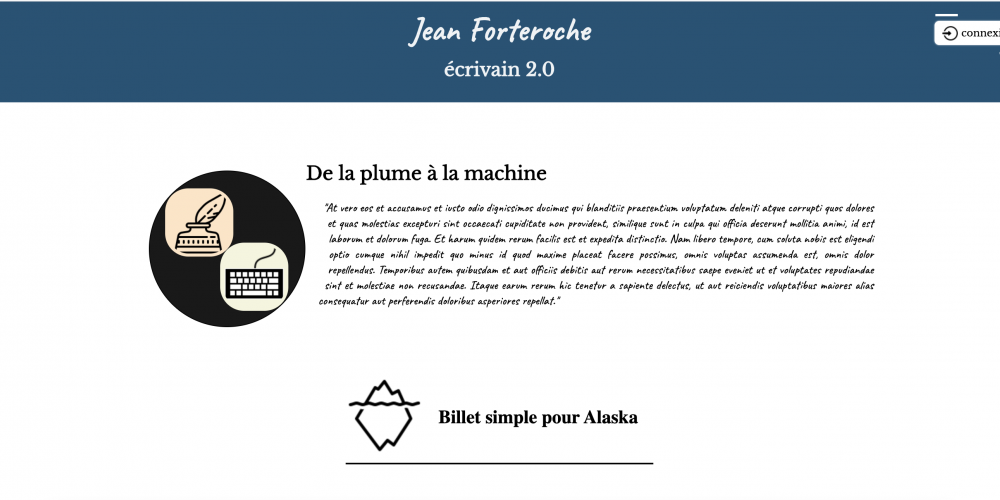 Jean Forteroche
écrivain 2.0
connexi
De la plume à la machine
"At vero eos et accusamus et iusto odio dignissimos ducimus qui blanditiis praesentium voluptatum deleniti atque corrupti quos dolores
et quas molestias excepturi sint occaecati cupiditate non provident, similique sunt in culpa qui officia deserunt mollitia animi, id est
laborum et dolorum fuga. Et harum quidem rerum facilis est et expedita distinctio. Nam libero tempore, cum soluta nobis est eligendi
optio cumque nihil impedit quo minus id quod maxime placeat facere possimus, omnis voluptas assumenda est, omnis dolor
repellendus. Temporibus autem quibusdam et aut officiis debitis aut rerum necessitatibus saepe eveniet ut et voluptates repudiandae
sint et molestiae non recusandae. Itaque earum rerum hic tenetur a sapiente delectus, ut aut reiciendis voluptatibus maiores alias
consequatur aut perferendis doloribus asperiores repellat."
Billet simple pour Alaska